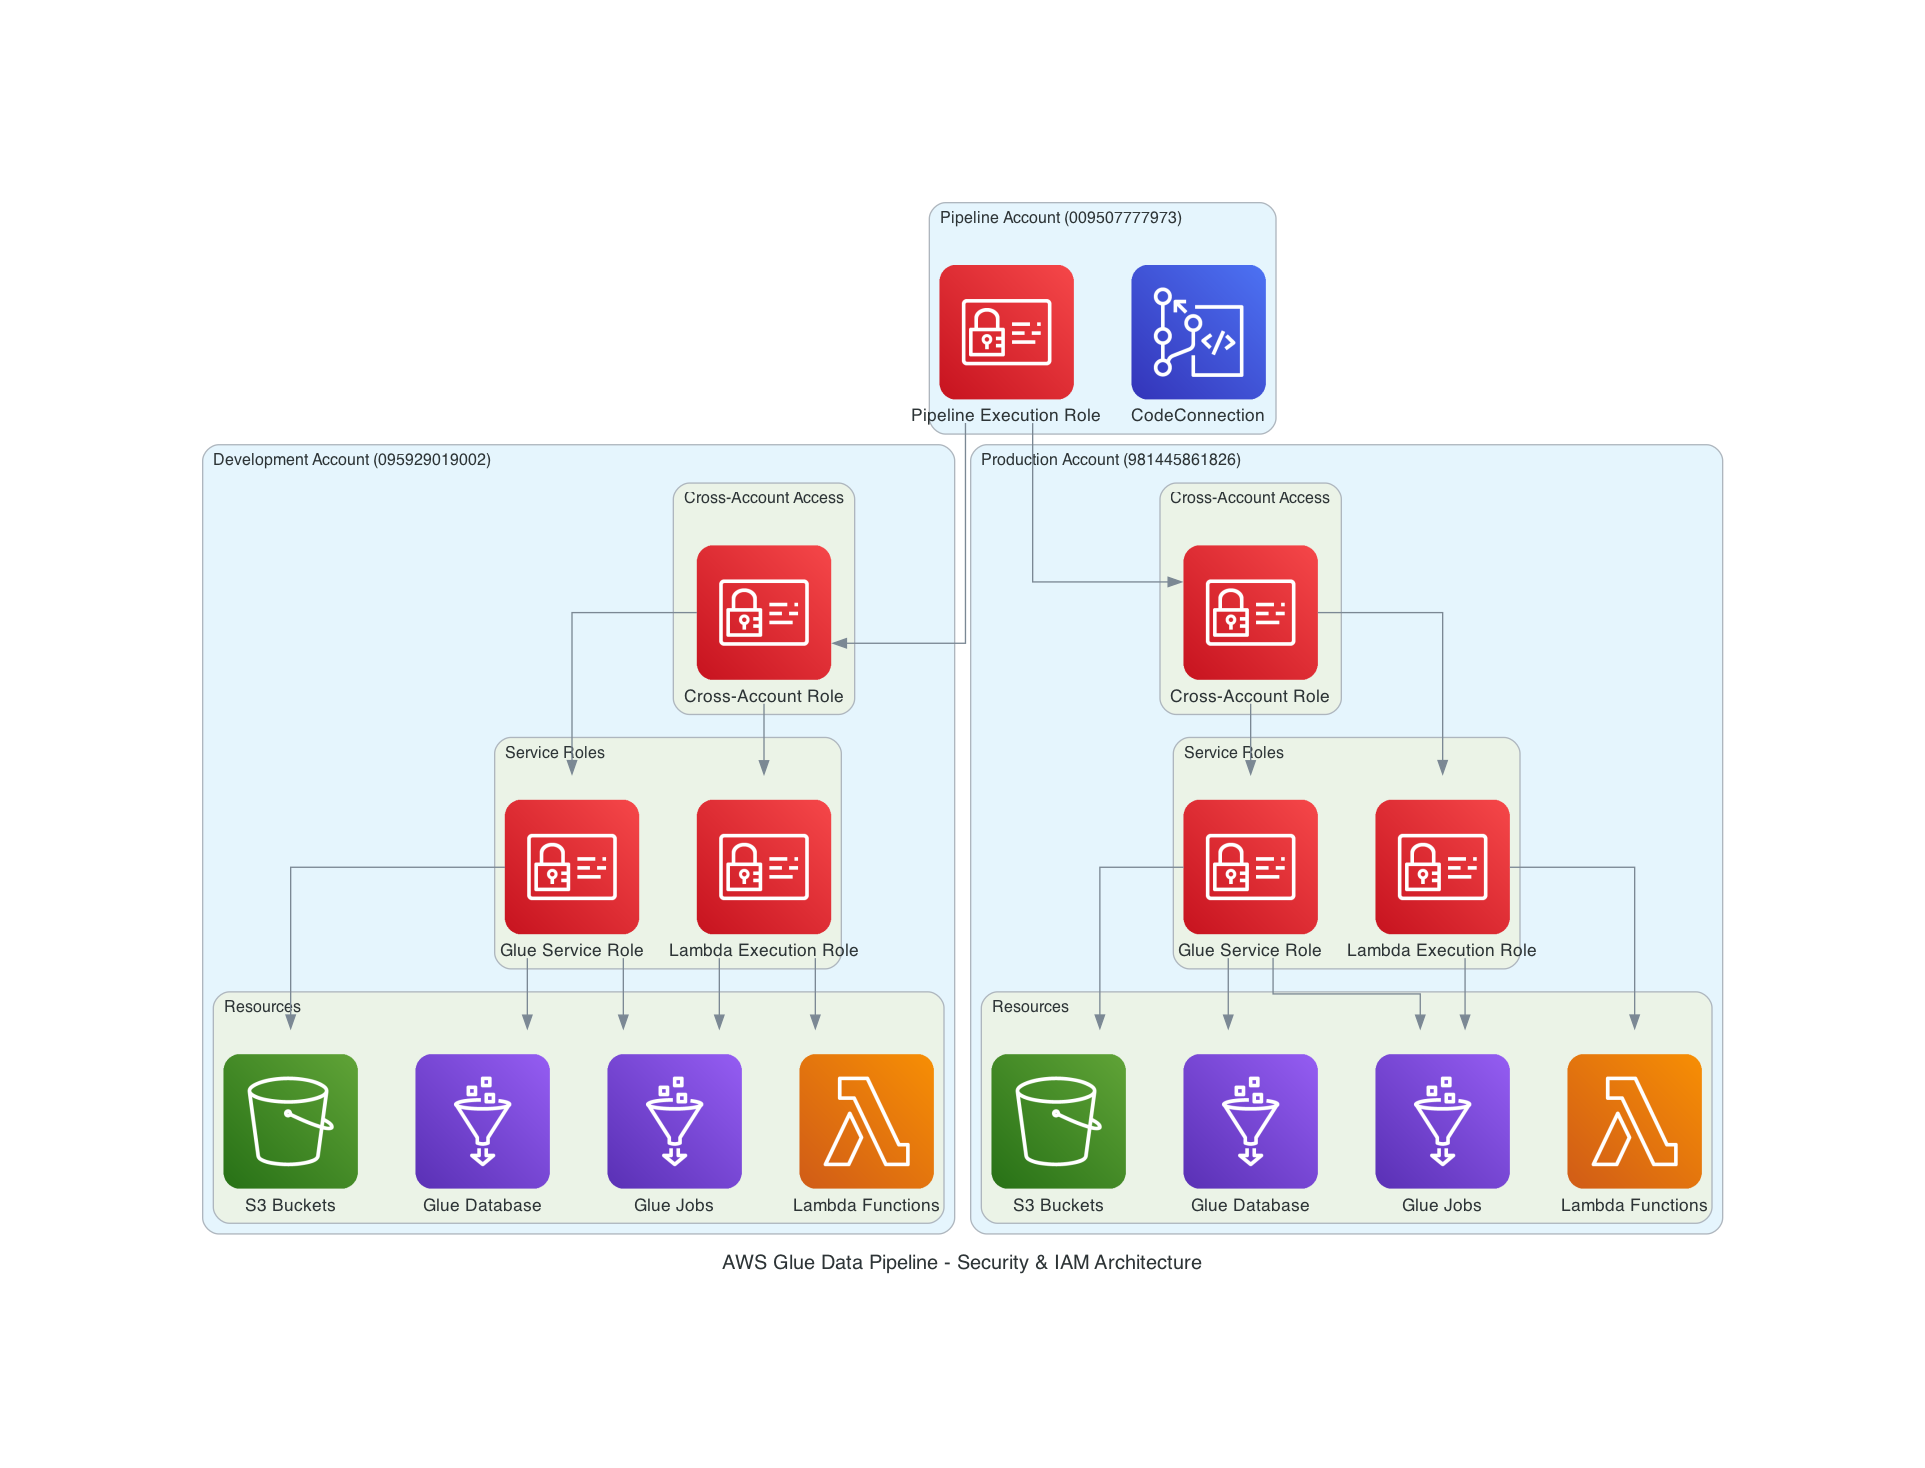 Pipeline Account (009507777973)
Pipeline Execution Role
CodeConnection
Development Account (095929019002)
Cross-Account Access
Cross-Account Role
Service Roles
Glue Service Role
Lambda Execution Role
Resources
S3 Buckets
Glue Database
Glue Jobs
Lambda Functions
Production Account (981445861826)
Cross-Account Access
Cross-Account Role
Service Roles
Glue Service Role
Lambda Execution Role
Resources
S3 Buckets
Glue Database
Glue Jobs
Lambda Functions
AWS Glue Data Pipeline - Security & IAM Architecture